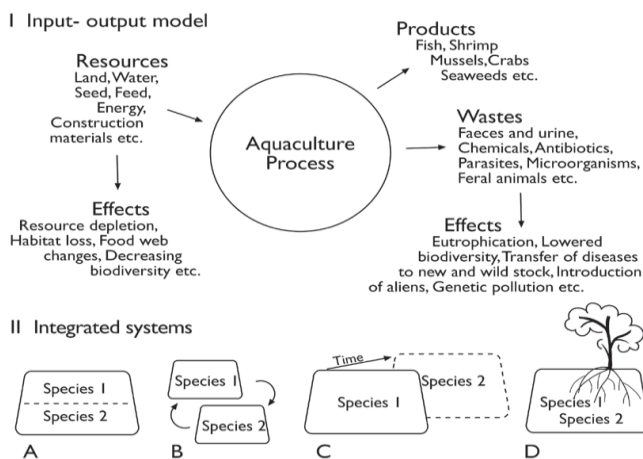 I Input- output model
Resources
Land, Water,
Seed, Feed,
Energy,
Construction
materials etc.
Effects
Resource depletion,
Habitat loss, Food web
changes, Decreasing
biodiversity etc.
Aquaculture
Process
Products
Fish, Shrimp
Mussels, Crabs
Seaweeds etc.
Wastes
Faeces and urine,
Chemicals, Antibiotics,
Parasites, Microorganisms,
Feral animals etc.
Effects
Eutrophication, Lowered
biodiversity, Transfer of diseases
to new and wild stock, Introduction
of aliens, Genetic pollution etc.
II Integrated systems
Species 1
Species 2
A
Species 1
Species 2
B
Time
Species 1
Species 2
C
Species 1
Species 2
D